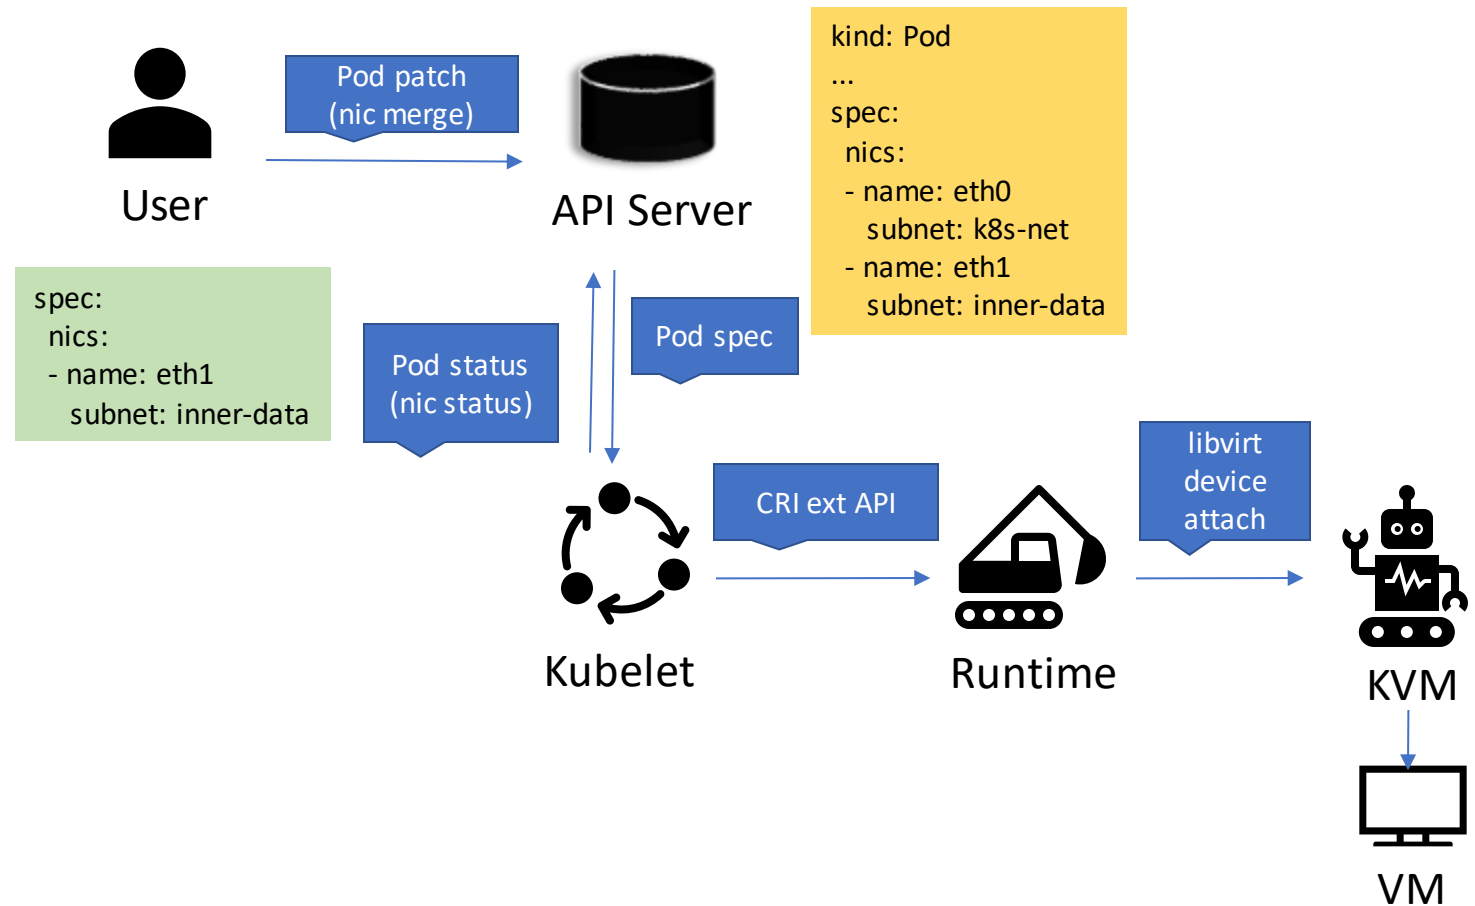 Pod patch
(nic merge)
User
API Server
kind: Pod
...
spec:
nics:
- name: eth0
subnet: k8s-net
- name: eth1
subnet: inner-data
spec:
nics:
- name: eth1
subnet: inner-data
Pod status
(nic status)
Pod spec
CRI ext API
libvirt
device
attach
Kubelet
Runtime
KVM
VM